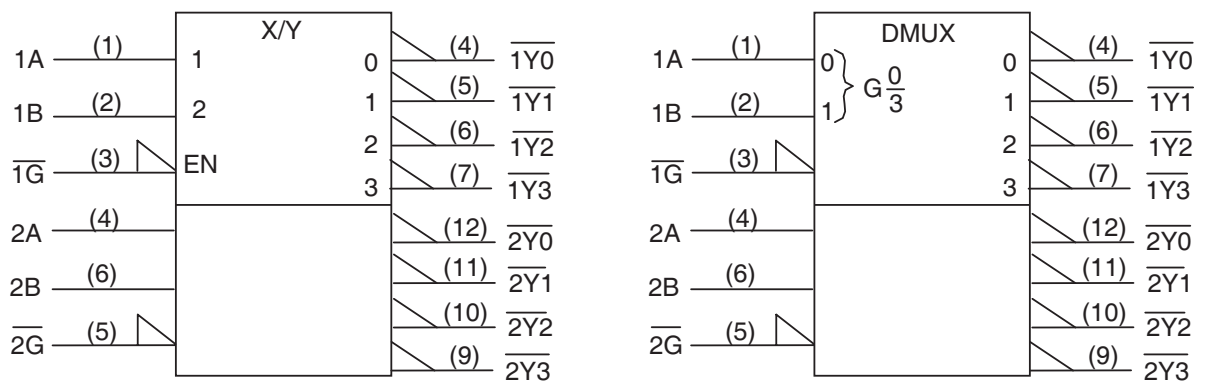 X/Y
1A (1) 1 0 (4) 1Y0
1B (2) 2 1 (5) 1Y1
1G (3) EN 2 (6) 1Y2
3 (7) 1Y3
2A (4) (12) 2Y0
2B (6) (11) 2Y1
2G (5) (10) 2Y2
(9) 2Y3
DMUX
1A (1) 0 G 0/3 0 (4) 1Y0
1B (2) 1 1 (5) 1Y1
1G (3) 2 (6) 1Y2
3 (7) 1Y3
2A (4) (12) 2Y0
2B (6) (11) 2Y1
2G (5) (10) 2Y2
(9) 2Y3